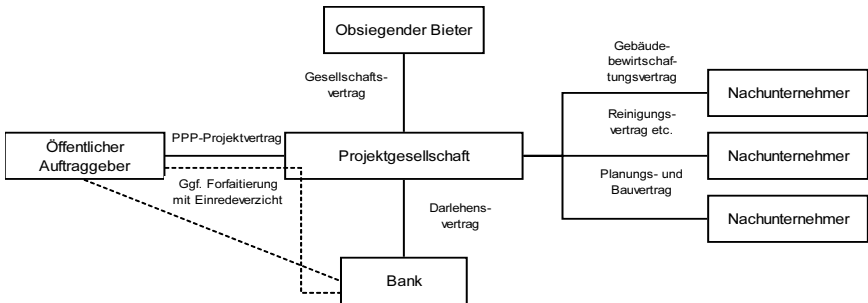 Obsiegender Bieter
Gesellschafts-
vertrag
Gebäude-
bewirtschaf-
tungsvertrag
Nachunternehmer
Reinigungs-
vertrag etc.
Öffentlicher
Auftraggeber
PPP-Projektvertrag
Projektgesellschaft
Nachunternehmer
Ggf. Forfaitierung
mit Einredeverzicht
Planungs- und
Bauvertrag
Darlehens-
vertrag
Nachunternehmer
Bank